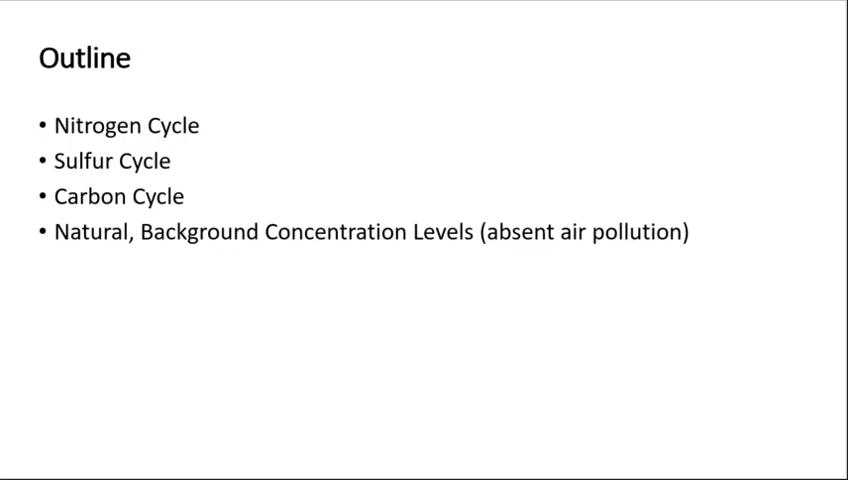 Outline
• Nitrogen Cycle
• Sulfur Cycle
• Carbon Cycle
• Natural, Background Concentration Levels (absent air pollution)